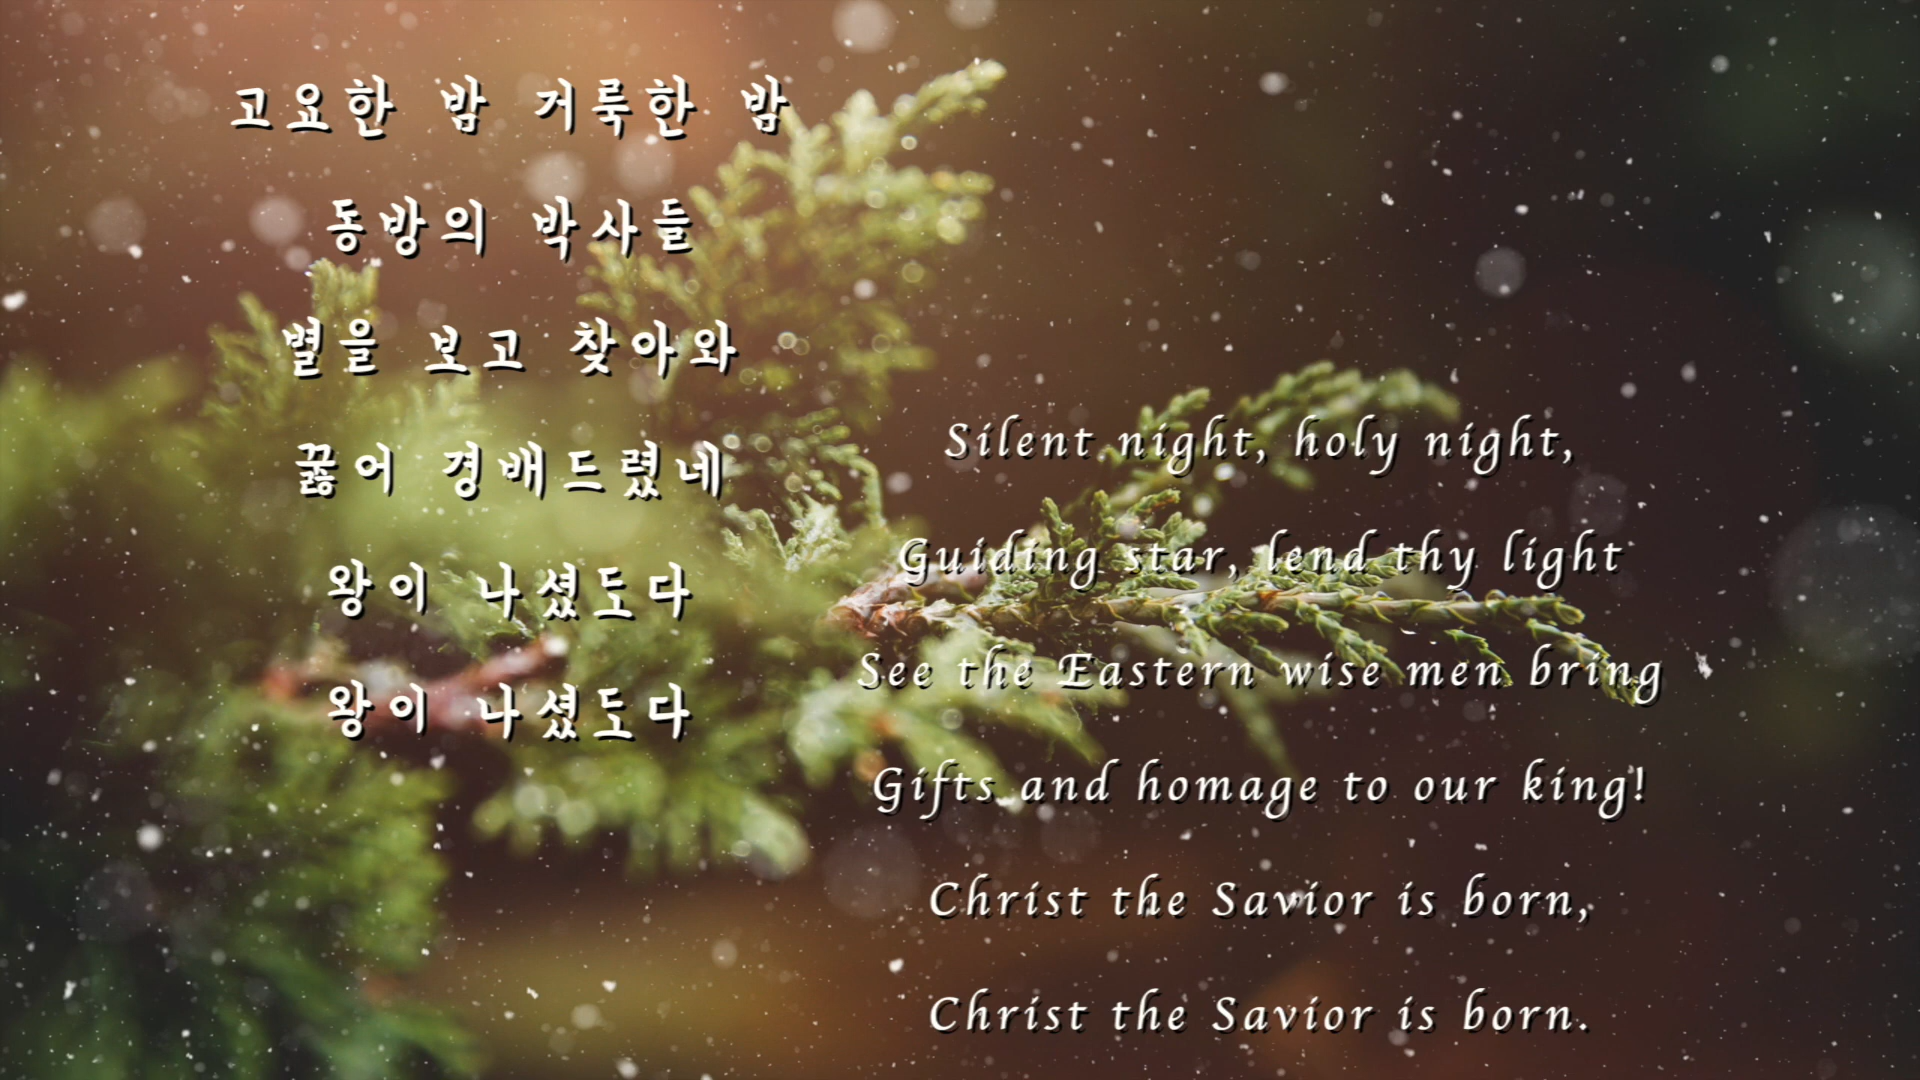 고요한 밤 거룩한 밤
동방의 박사들
별을 보고 찾아와
꿇어 경배드렸네
왕이 나셨도다
왕이 나셨도다
Silent night, holy night,
Guiding star, lend thy light
See the Eastern wise men bring
Gifts and homage to our king!
Christ the Savior is born,
Christ the Savior is born.